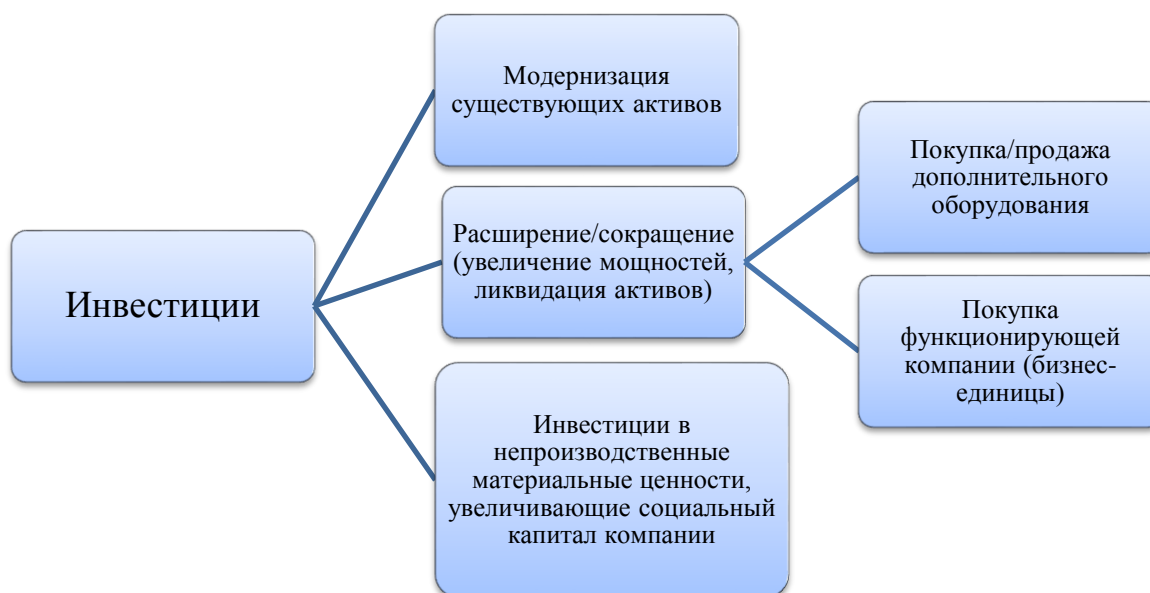 Инвестиции
Модернизация
существующих активов
Расширение/сокращение
(увеличение мощностей,
ликвидация активов)
Инвестиции в
непроизводственные
материальные ценности,
увеличивающие социальный
капитал компании
Покупка/продажа
дополнительного
оборудования
Покупка
функционирующей
компании (бизнес-
единицы)